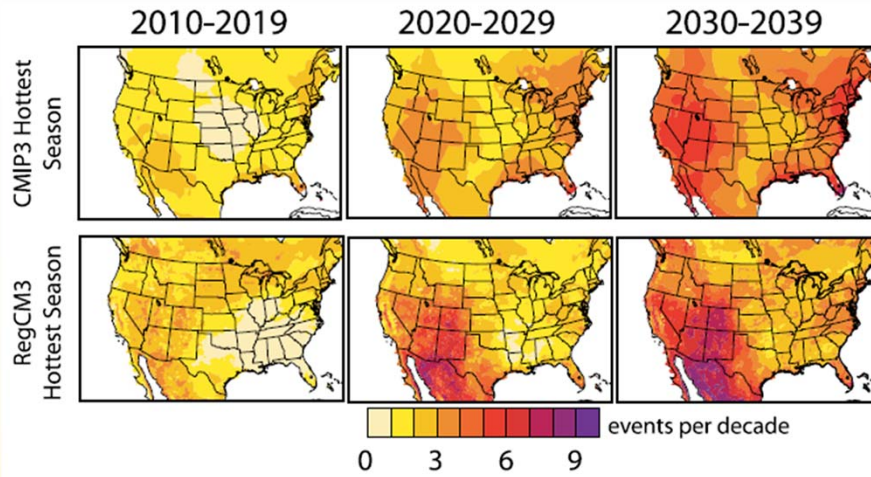 2010-2019 2020-2029 2030-2039
CMIP3 Hottest
Season
RegCM3
Hottest Season
events per decade
0 3 6 9